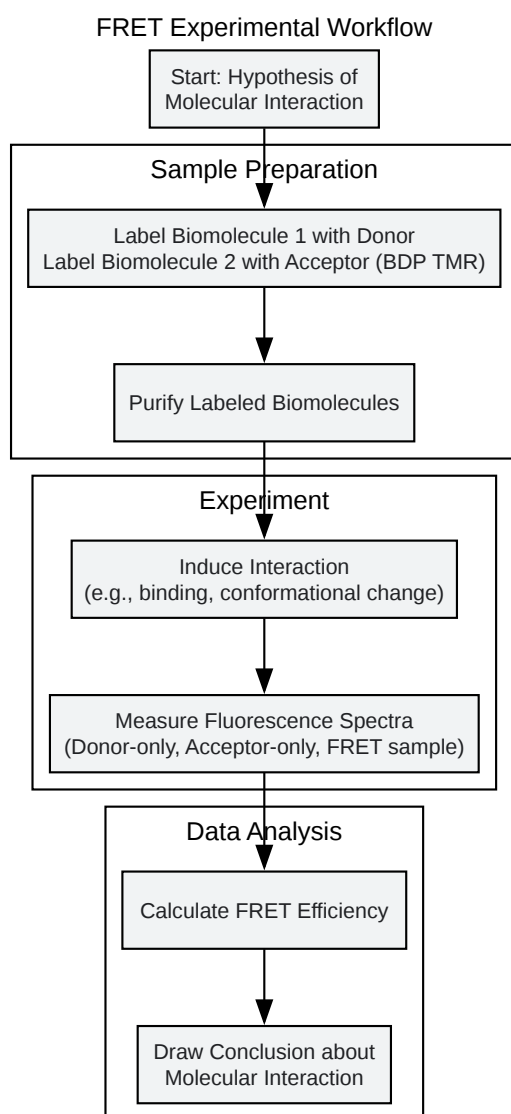 FRET Experimental Workflow
Start: Hypothesis of
Molecular Interaction
Sample Preparation
Label Biomolecule 1 with Donor
Label Biomolecule 2 with Acceptor (BDP TMR)
Purify Labeled Biomolecules
Experiment
Induce Interaction
(e.g., binding, conformational change)
Measure Fluorescence Spectra
(Donor-only, Acceptor-only, FRET sample)
Data Analysis
Calculate FRET Efficiency
Draw Conclusion about
Molecular Interaction